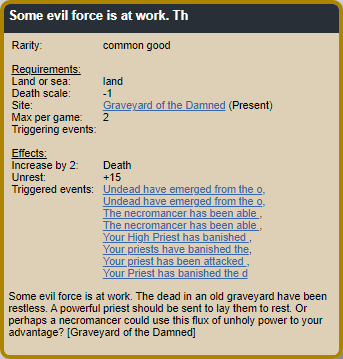 Some evil force is at work. Th
Rarity: common good
Requirements:
Land or sea: land
Death scale: -1
Site: Graveyard of the Damned (Present)
Max per game: 2
Triggering events:
Effects:
Increase by 2: Death
Unrest: +15
Triggered events: Undead have emerged from the o,
Undead have emerged from the o,
The necromancer has been able ,
The necromancer has been able ,
Your High Priest has banished ,
Your priests have banished the,
Your priest has been attacked ,
Your Priest has banished the d
Some evil force is at work. The dead in an old graveyard have been
restless. A powerful priest should be sent to lay them to rest. Or
perhaps a necromancer could use this flux of unholy power to your
advantage? [Graveyard of the Damned]